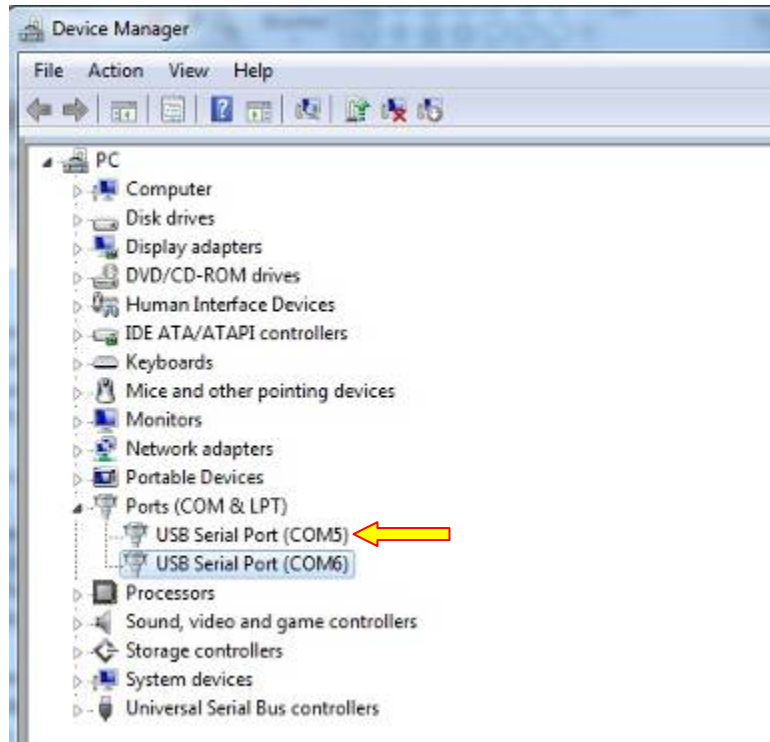 Device Manager
File Action View Help
PC
Computer
Disk drives
Display adapters
DVD/CD-ROM drives
Human Interface Devices
IDE ATA/ATAPI controllers
Keyboards
Mice and other pointing devices
Monitors
Network adapters
Portable Devices
Ports (COM & LPT)
USB Serial Port (COM5)
USB Serial Port (COM6)
Processors
Sound, video and game controllers
Storage controllers
System devices
Universal Serial Bus controllers